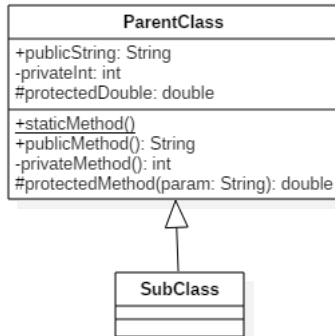 ParentClass
+publicString: String
-privateInt: int
#protectedDouble: double
+staticMethod()
+publicMethod(): String
-privateMethod(): int
#protectedMethod(param: String): double
SubClass